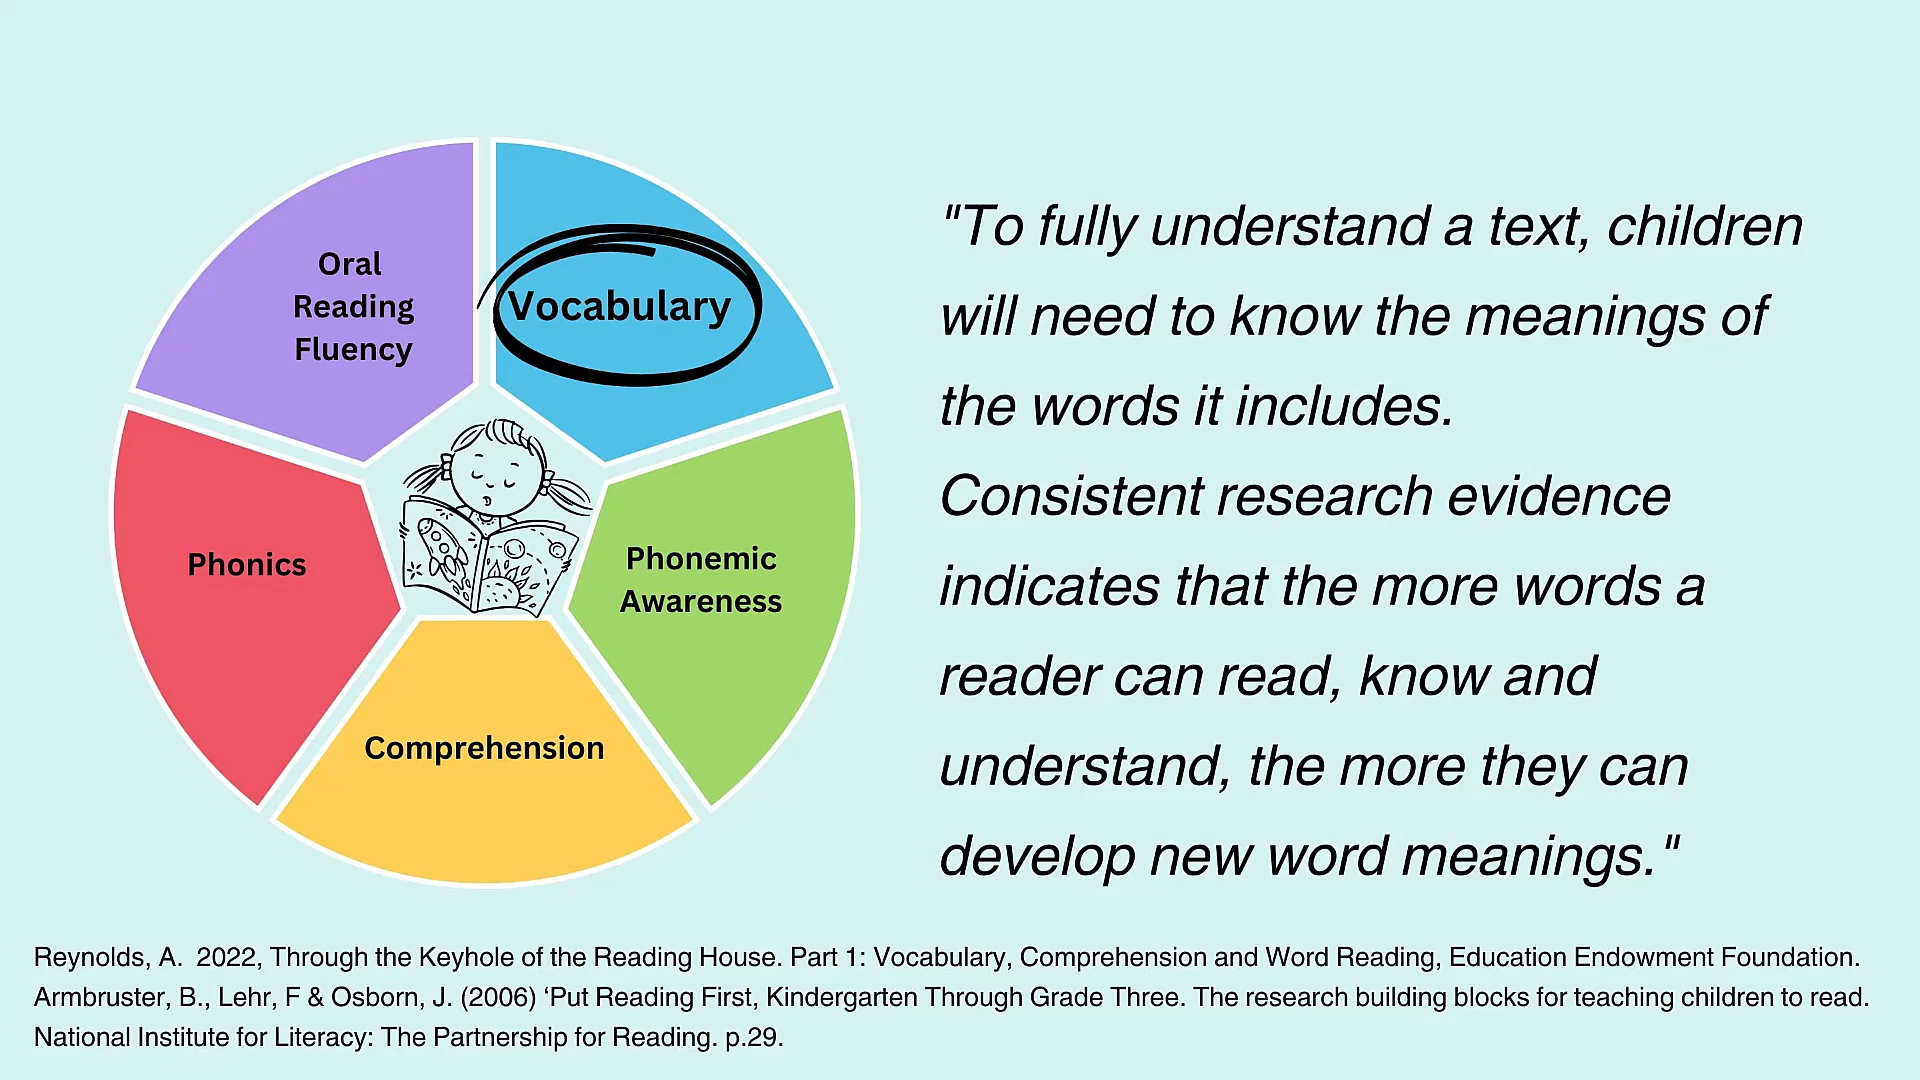 Oral
Reading
Fluency
Vocabulary
Phonics
Phonemic
Awareness
Comprehension
"To fully understand a text, children
will need to know the meanings of
the words it includes.
Consistent research evidence
indicates that the more words a
reader can read, know and
understand, the more they can
develop new word meanings."
Reynolds, A.  2022, Through the Keyhole of the Reading House. Part 1: Vocabulary, Comprehension and Word Reading, Education Endowment Foundation.
Armbruster, B., Lehr, F & Osborn, J. (2006) ‘Put Reading First, Kindergarten Through Grade Three. The research building blocks for teaching children to read.
National Institute for Literacy: The Partnership for Reading. p.29.